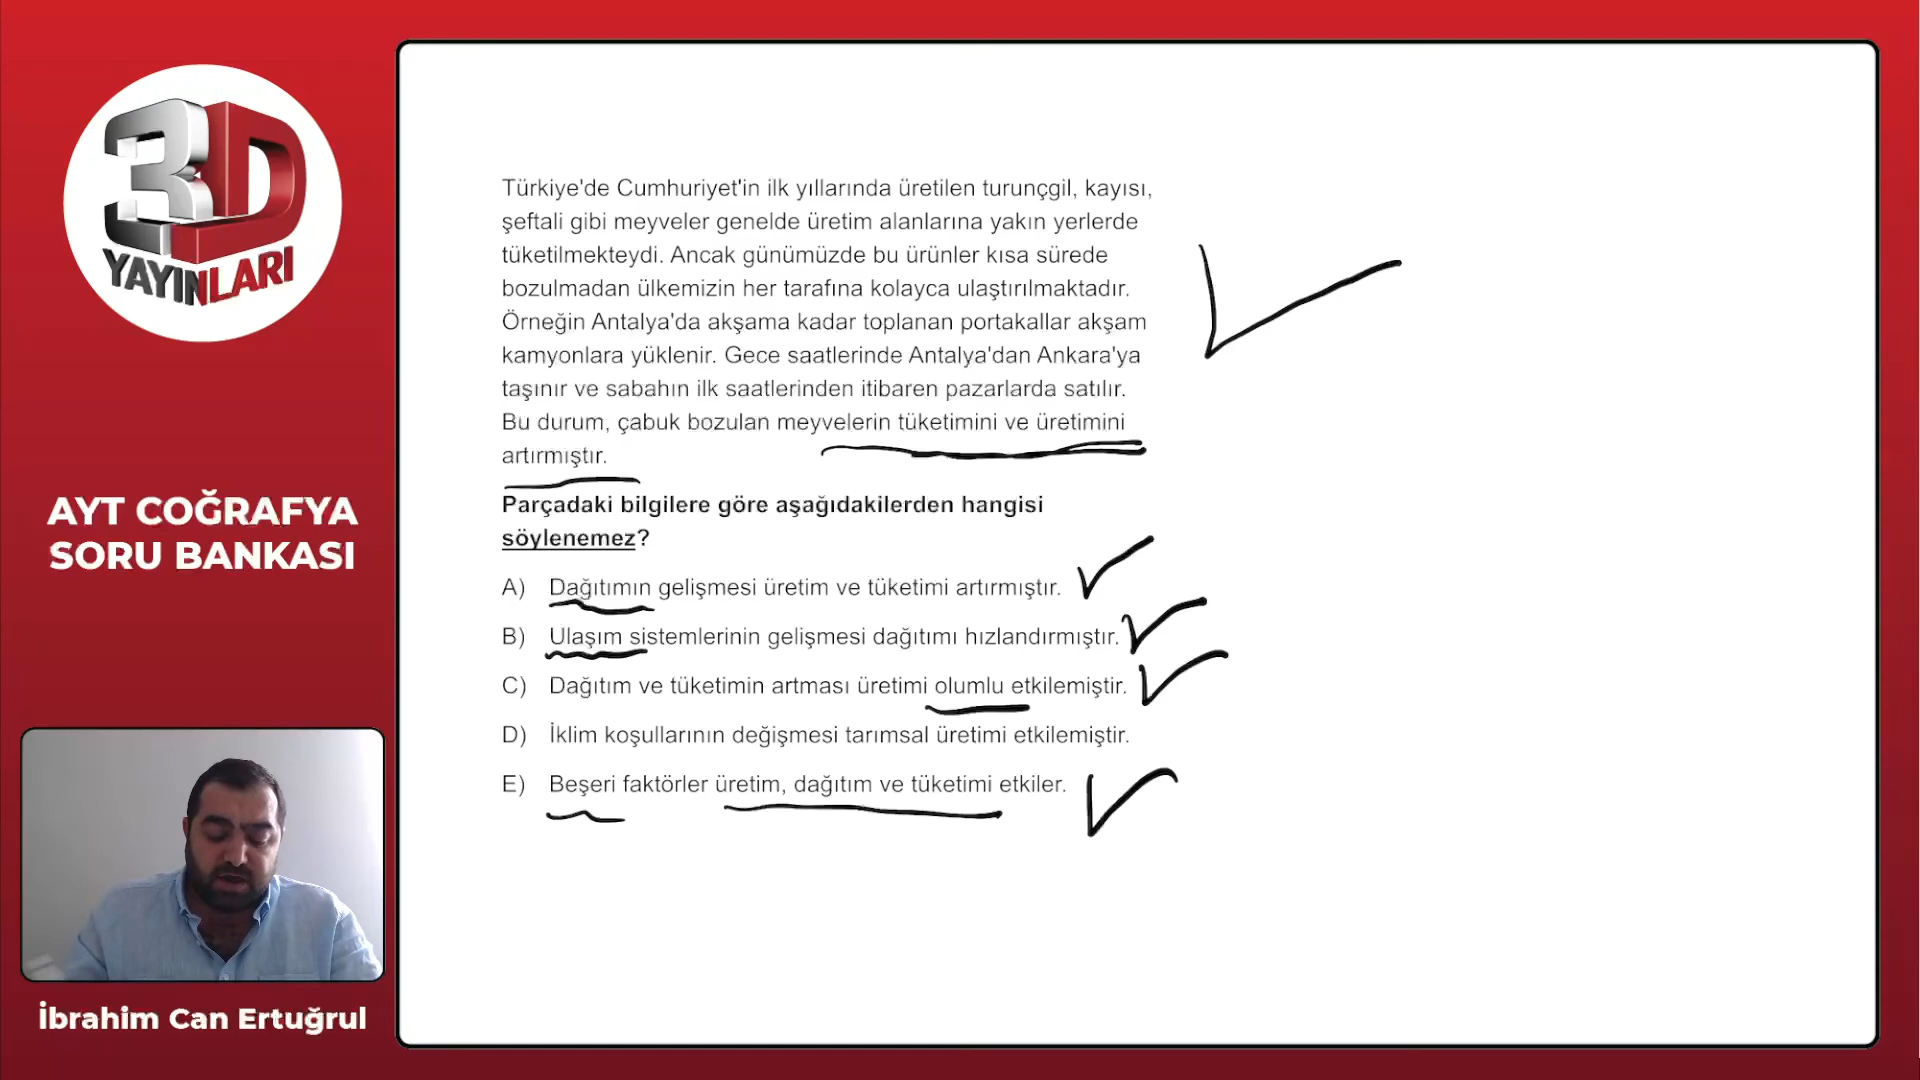 3D
YAYINLARI
AYT COĞRAFYA
SORU BANKASI
İbrahim Can Ertuğrul
Türkiye'de Cumhuriyet'in ilk yıllarında üretilen turunçgil, kayısı,
şeftali gibi meyveler genelde üretim alanlarına yakın yerlerde
tüketilmekteydi. Ancak günümüzde bu ürünler kısa sürede
bozulmadan ülkemizin her tarafına kolayca ulaştırılmaktadır.
Örneğin Antalya'da akşama kadar toplanan portakallar akşam
kamyonlara yüklenir. Gece saatlerinde Antalya'dan Ankara'ya
taşınır ve sabahın ilk saatlerinden itibaren pazarlarda satılır.
Bu durum, çabuk bozulan meyvelerin tüketimini ve üretimini
artırmıştır.
Parçadaki bilgilere göre aşağıdakilerden hangisi
söylenemez?
A) Dağıtımın gelişmesi üretim ve tüketimi artırmıştır.
B) Ulaşım sistemlerinin gelişmesi dağıtımı hızlandırmıştır.
C) Dağıtım ve tüketimin artması üretimi olumlu etkilemiştir.
D) İklim koşullarının değişmesi tarımsal üretimi etkilemiştir.
E) Beşeri faktörler üretim, dağıtım ve tüketimi etkiler.